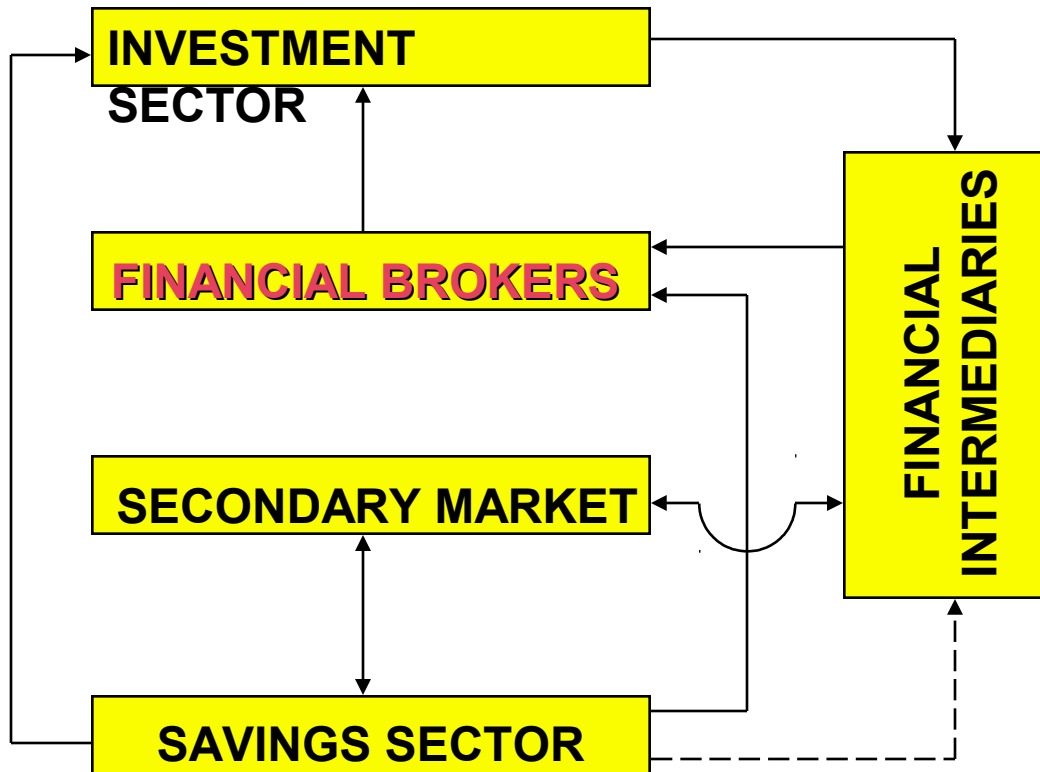 INVESTMENT
SECTOR
FINANCIAL BROKERS
SECONDARY MARKET
SAVINGS SECTOR
FINANCIAL
INTERMEDIARIES